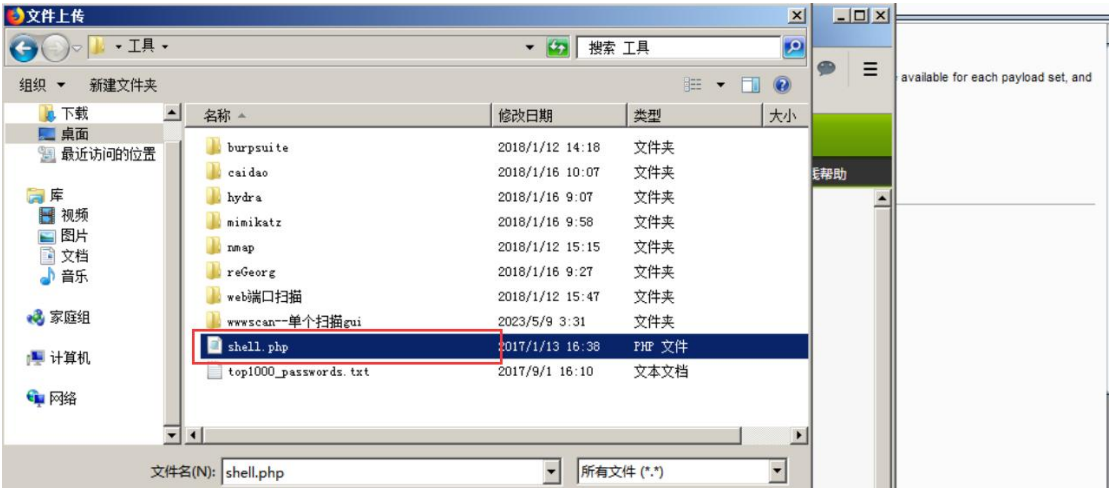 文件上传
工具
搜索 工具
组织 新建文件夹
下载
桌面
最近访问的位置
库
视频
图片
文档
音乐
家庭组
计算机
网络
名称 修改日期 类型 大小
burpsuite 2018/1/12 14:18 文件夹
caidao 2018/1/16 10:07 文件夹
hydra 2018/1/16 9:07 文件夹
mimikatz 2018/1/16 9:58 文件夹
nmap 2018/1/12 15:15 文件夹
reGeorg 2018/1/16 9:27 文件夹
web端口扫描 2018/1/12 15:47 文件夹
wwwscan--单个扫描gui 2023/5/9 3:31 文件夹
shell.php 2017/1/13 16:38 PHP 文件
top1000_passwords.txt 2017/9/1 16:10 文本文档
文件名(N): shell.php 所有文件 (*.*)
available for each payload set, and
帮助